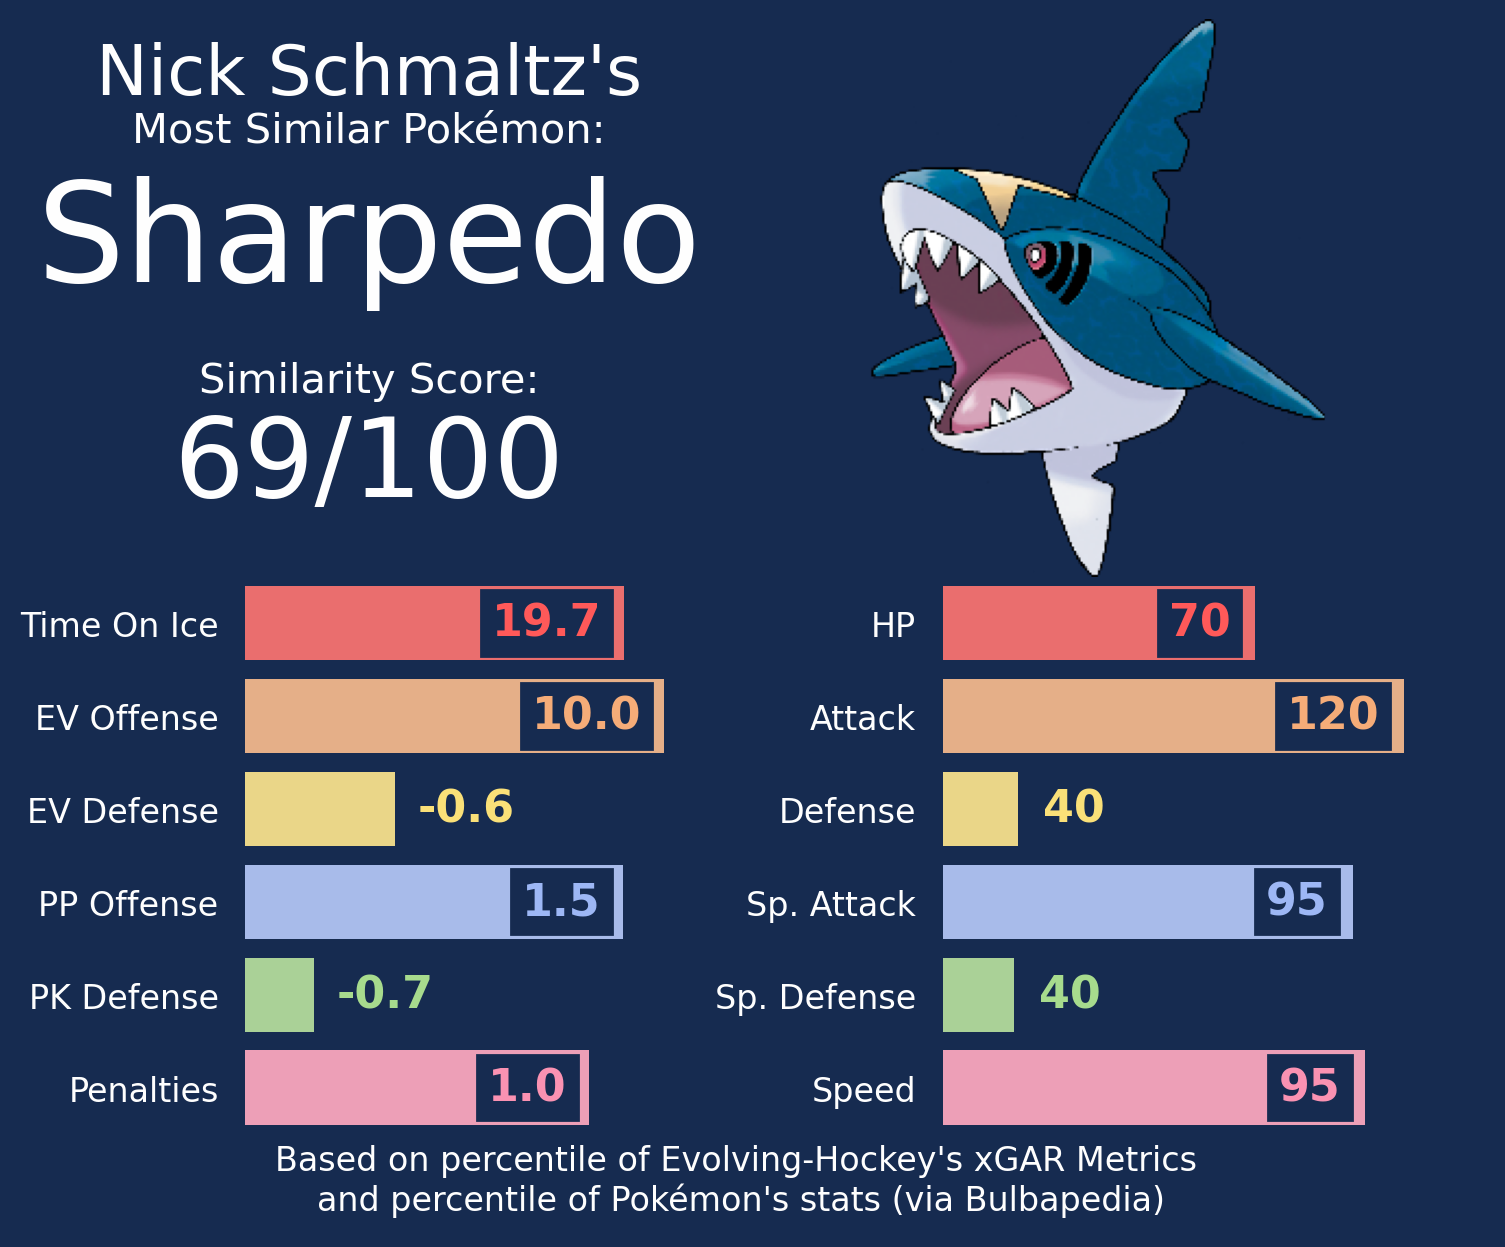 Nick Schmaltz's
Most Similar Pokémon:
Sharpedo
Similarity Score:
69/100
Time On Ice 19.7
EV Offense 10.0
EV Defense -0.6
PP Offense 1.5
PK Defense -0.7
Penalties 1.0
HP 70
Attack 120
Defense 40
Sp. Attack 95
Sp. Defense 40
Speed 95
Based on percentile of Evolving-Hockey's xGAR Metrics
and percentile of Pokémon's stats (via Bulbapedia)